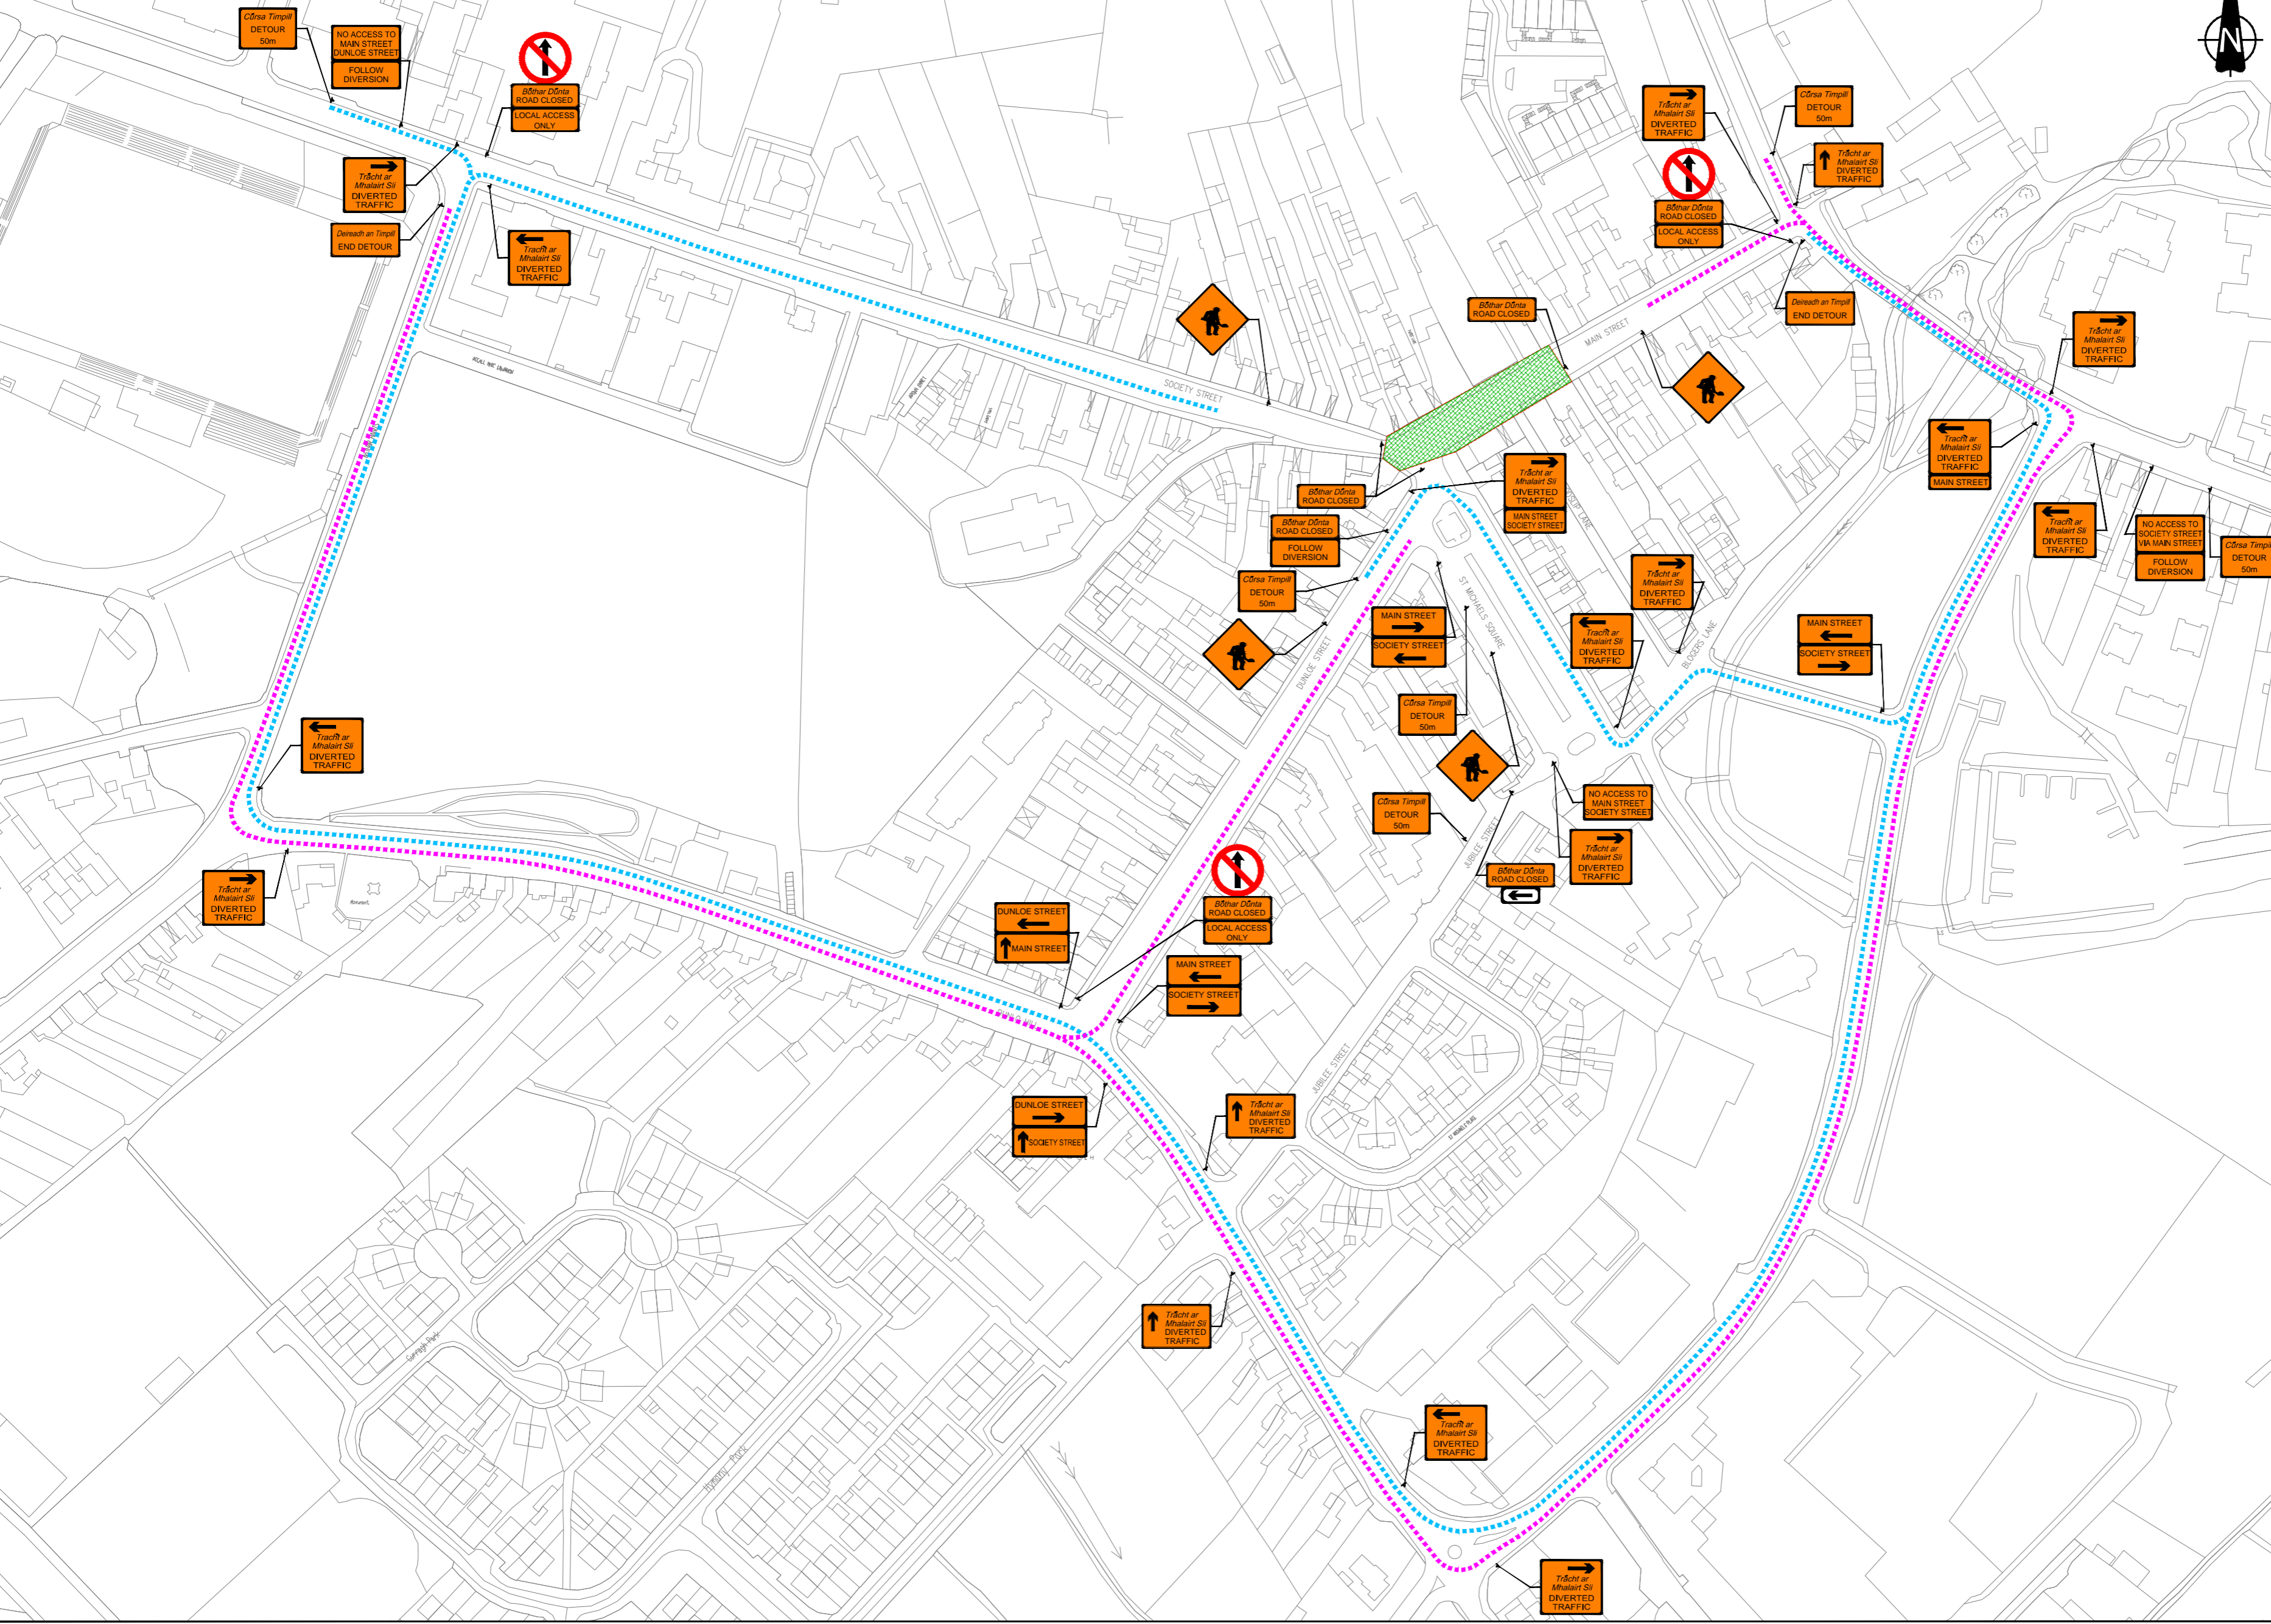 Cúrsa Timpill
DETOUR
50m
NO ACCESS TO
MAIN STREET
DUNLOE STREET
FOLLOW
DIVERSION
Bóthar Dúnta
ROAD CLOSED
LOCAL ACCESS
ONLY
N
Trácht ar
Mhalairt Slí
DIVERTED
TRAFFIC
Cúrsa Timpill
DETOUR
50m
Trácht ar
Mhalairt Slí
DIVERTED
TRAFFIC
Bóthar Dúnta
ROAD CLOSED
LOCAL ACCESS
ONLY
Trácht ar
Mhalairt Slí
DIVERTED
TRAFFIC
Deireadh an Timpill
END DETOUR
Trácht ar
Mhalairt Slí
DIVERTED
TRAFFIC
Bóthar Dúnta
ROAD CLOSED
MAIN STREET
Deireadh an Timpill
END DETOUR
Trácht ar
Mhalairt Slí
DIVERTED
TRAFFIC
SOCIETY STREET
Trácht ar
Mhalairt Slí
DIVERTED
TRAFFIC
MAIN STREET
Bóthar Dúnta
ROAD CLOSED
Trácht ar
Mhalairt Slí
DIVERTED
TRAFFIC
MAIN STREET
SOCIETY STREET
Bóthar Dúnta
ROAD CLOSED
FOLLOW
DIVERSION
Trácht ar
Mhalairt Slí
DIVERTED
TRAFFIC
NO ACCESS TO
SOCIETY STREET
VIA MAIN STREET
FOLLOW
DIVERSION
Cúrsa Timpill
DETOUR
50m
Cúrsa Timpill
DETOUR
50m
DUNLOE STREET
MAIN STREET
SOCIETY STREET
ST. MICHAELS SQUARE
Trácht ar
Mhalairt Slí
DIVERTED
TRAFFIC
Trácht ar
Mhalairt Slí
DIVERTED
TRAFFIC
BLOGERS LANE
MAIN STREET
SOCIETY STREET
Cúrsa Timpill
DETOUR
50m
Trácht ar
Mhalairt Slí
DIVERTED
TRAFFIC
Cúrsa Timpill
DETOUR
50m
NO ACCESS TO
MAIN STREET
SOCIETY STREET
JUBILEE STREET
Trácht ar
Mhalairt Slí
DIVERTED
TRAFFIC
Bóthar Dúnta
ROAD CLOSED
Trácht ar
Mhalairt Slí
DIVERTED
TRAFFIC
DUNLOE STREET
MAIN STREET
Bóthar Dúnta
ROAD CLOSED
LOCAL ACCESS
ONLY
MAIN STREET
SOCIETY STREET
JUBILEE STREET
DUNLOE STREET
SOCIETY STREET
Trácht ar
Mhalairt Slí
DIVERTED
TRAFFIC
Trácht ar
Mhalairt Slí
DIVERTED
TRAFFIC
Trácht ar
Mhalairt Slí
DIVERTED
TRAFFIC
Trácht ar
Mhalairt Slí
DIVERTED
TRAFFIC